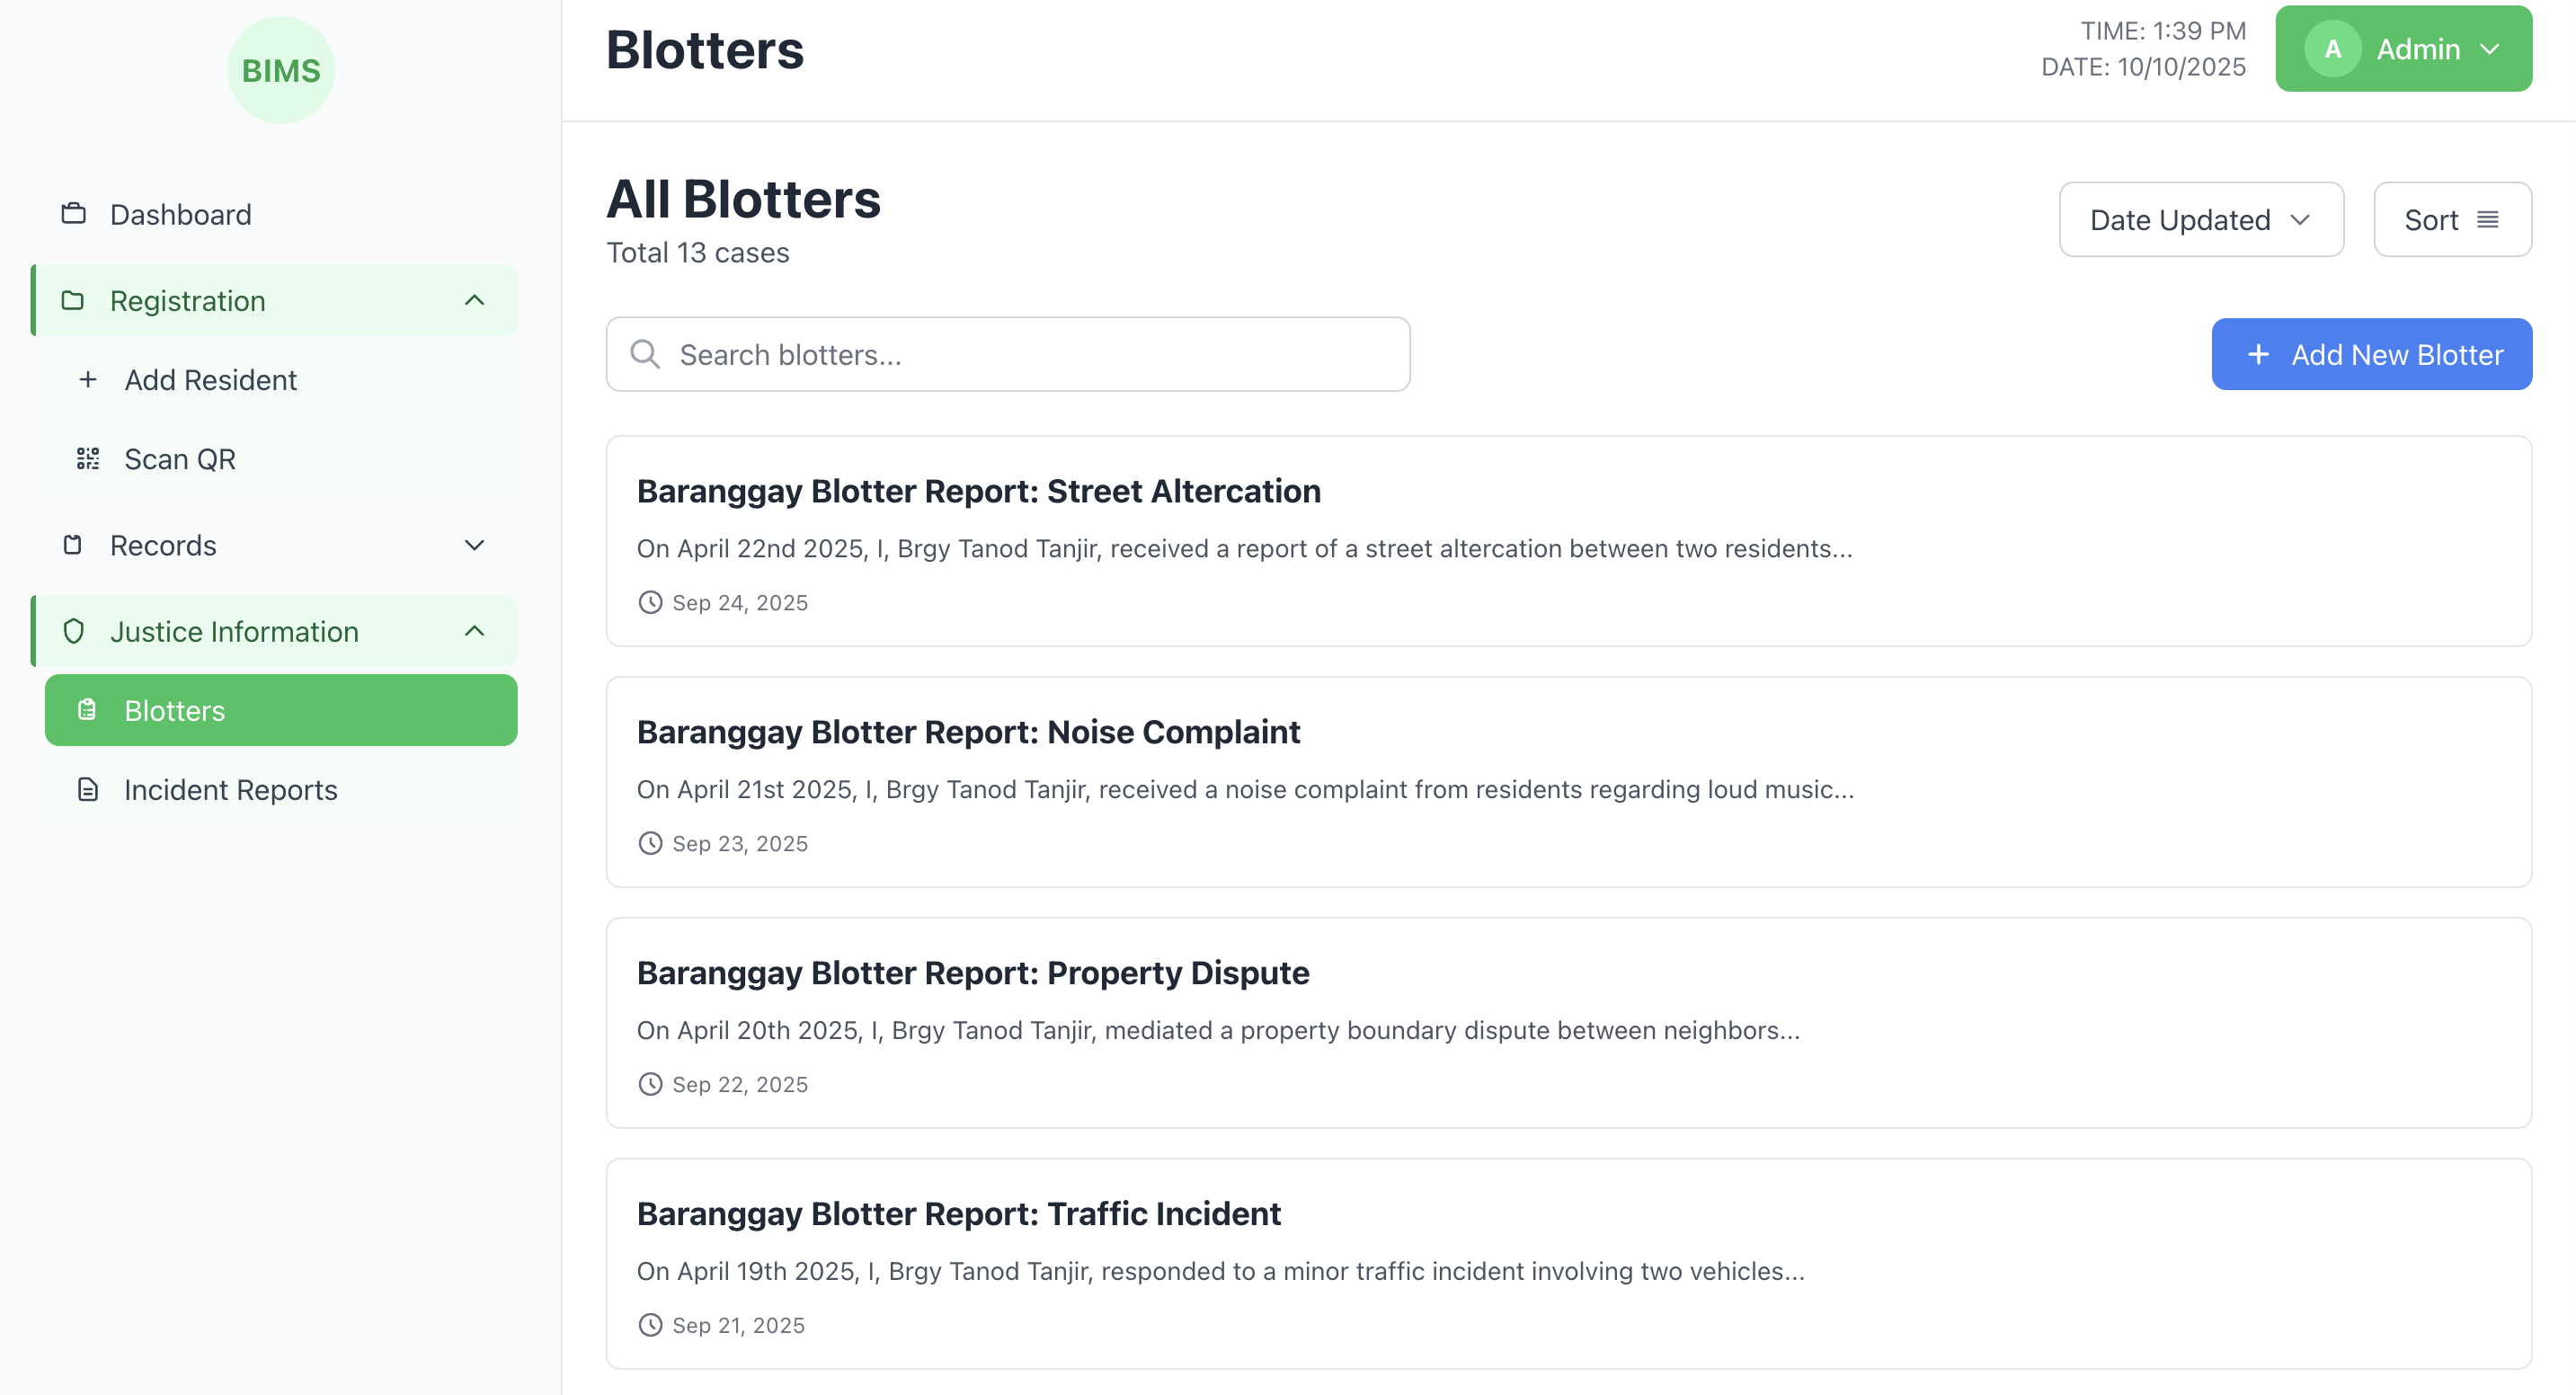 BIMS
Dashboard
Registration
Add Resident
Scan QR
Records
Justice Information
Blotters
Incident Reports
Blotters
TIME: 1:39 PM
DATE: 10/10/2025
A
Admin
All Blotters
Total 13 cases
Date Updated
Sort
Search blotters...
Add New Blotter
Baranggay Blotter Report: Street Altercation
On April 22nd 2025, I, Brgy Tanod Tanjir, received a report of a street altercation between two residents...
Sep 24, 2025
Baranggay Blotter Report: Noise Complaint
On April 21st 2025, I, Brgy Tanod Tanjir, received a noise complaint from residents regarding loud music...
Sep 23, 2025
Baranggay Blotter Report: Property Dispute
On April 20th 2025, I, Brgy Tanod Tanjir, mediated a property boundary dispute between neighbors...
Sep 22, 2025
Baranggay Blotter Report: Traffic Incident
On April 19th 2025, I, Brgy Tanod Tanjir, responded to a minor traffic incident involving two vehicles...
Sep 21, 2025